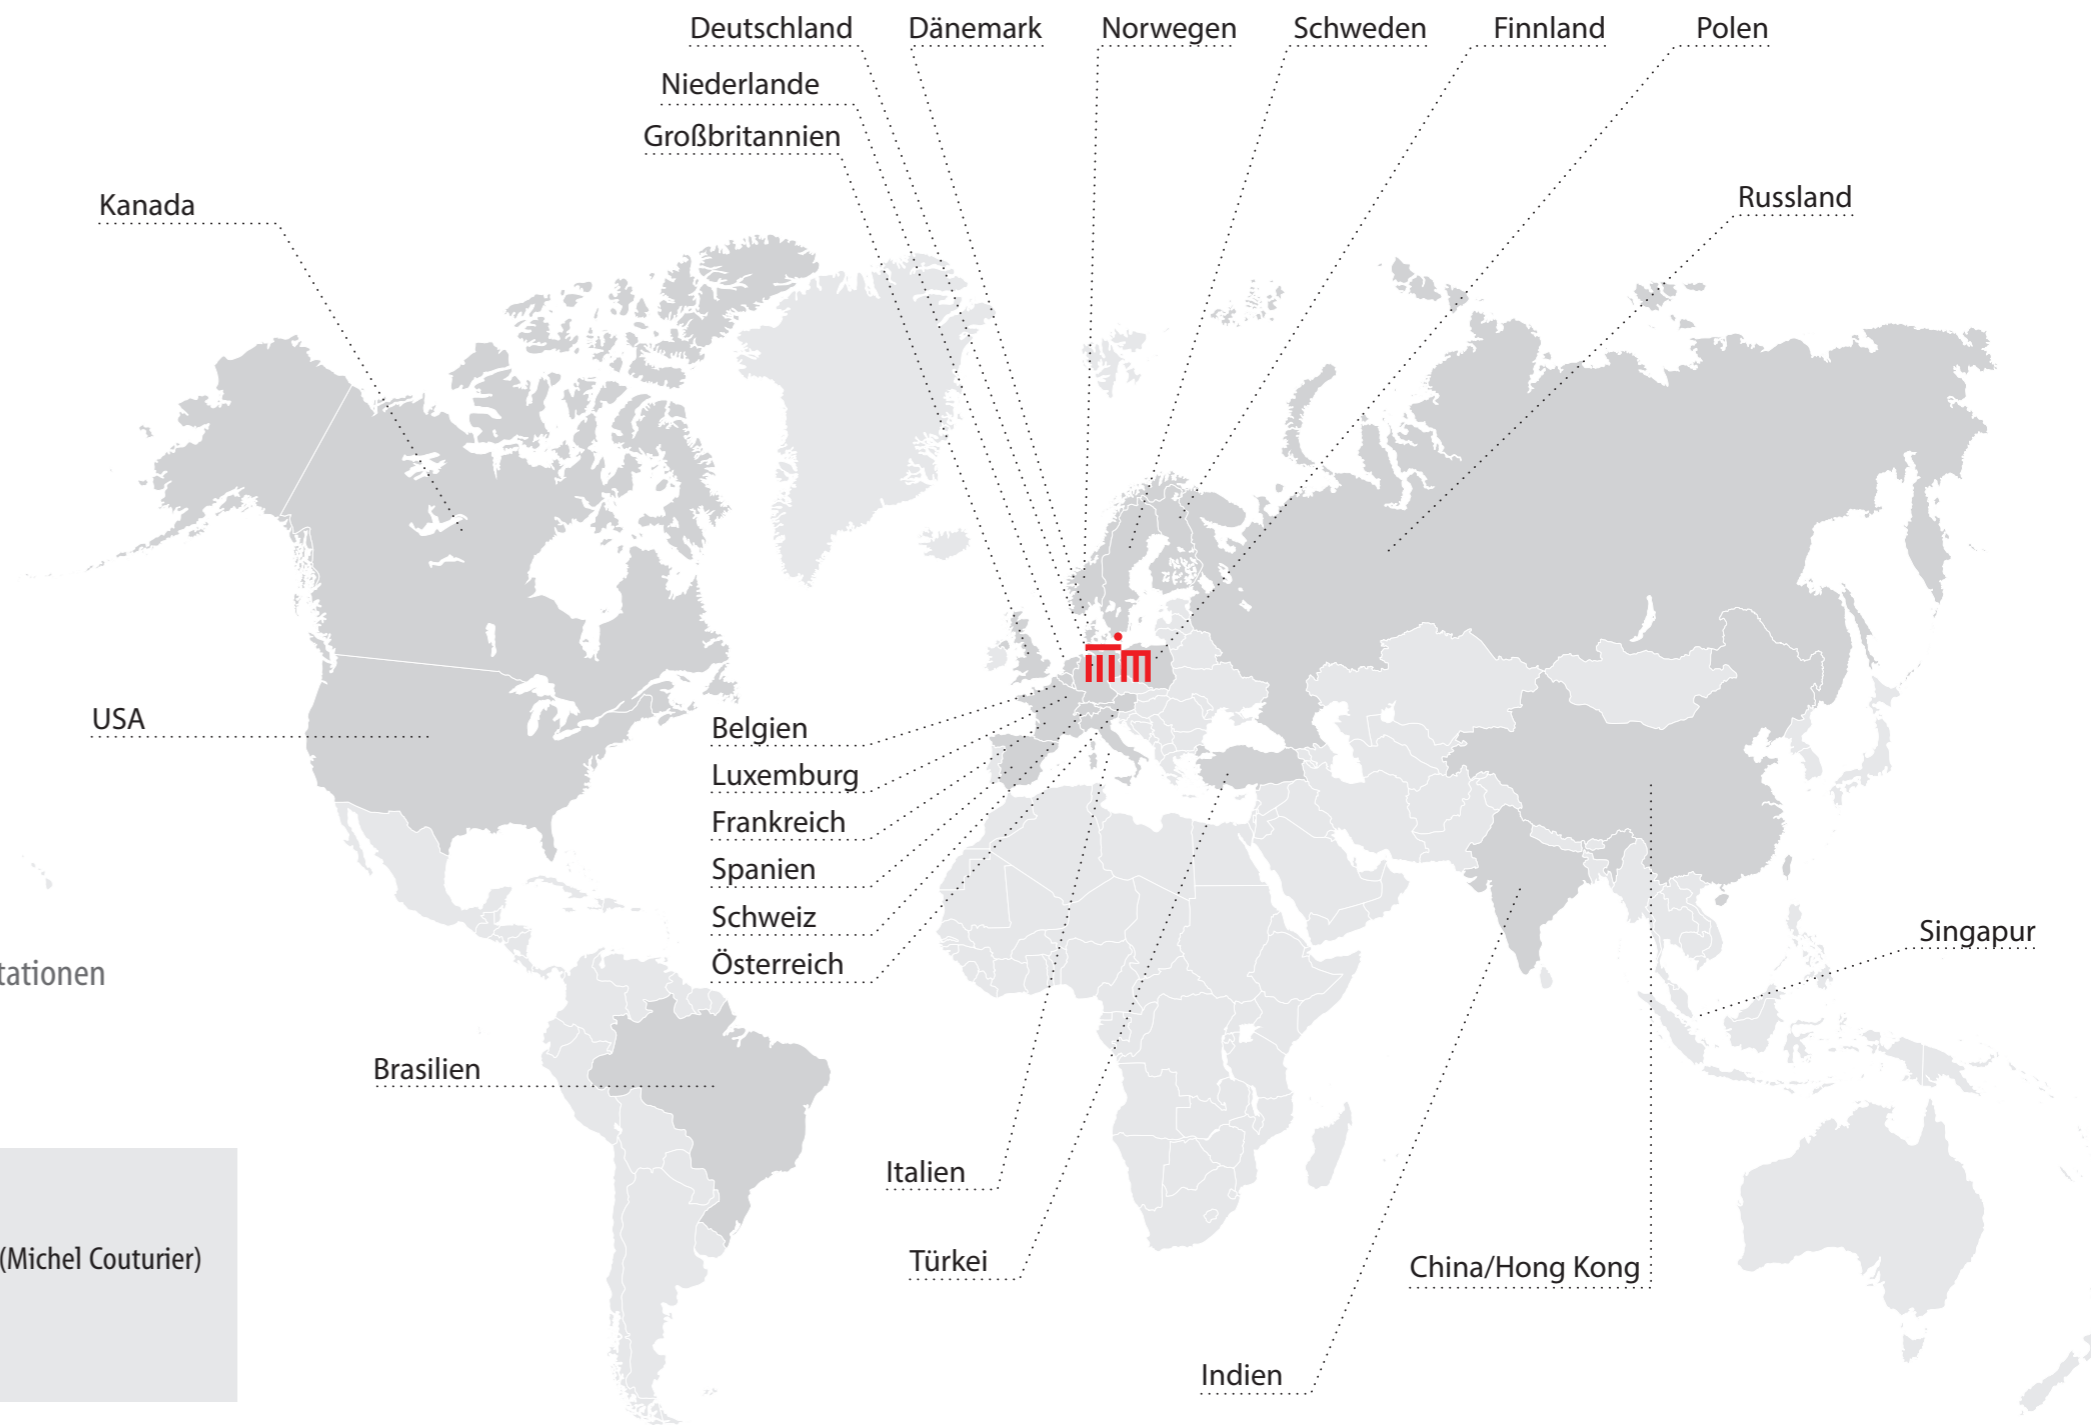 Deutschland
Dänemark
Norwegen
Schweden
Finnland
Polen
Niederlande
Großbritannien
Kanada
Russland
USA
Belgien
Luxemburg
Frankreich
Spanien
Schweiz
Österreich
Singapur
tationen
Brasilien
Italien
(Michel Couturier)
Türkei
China/Hong Kong
Indien